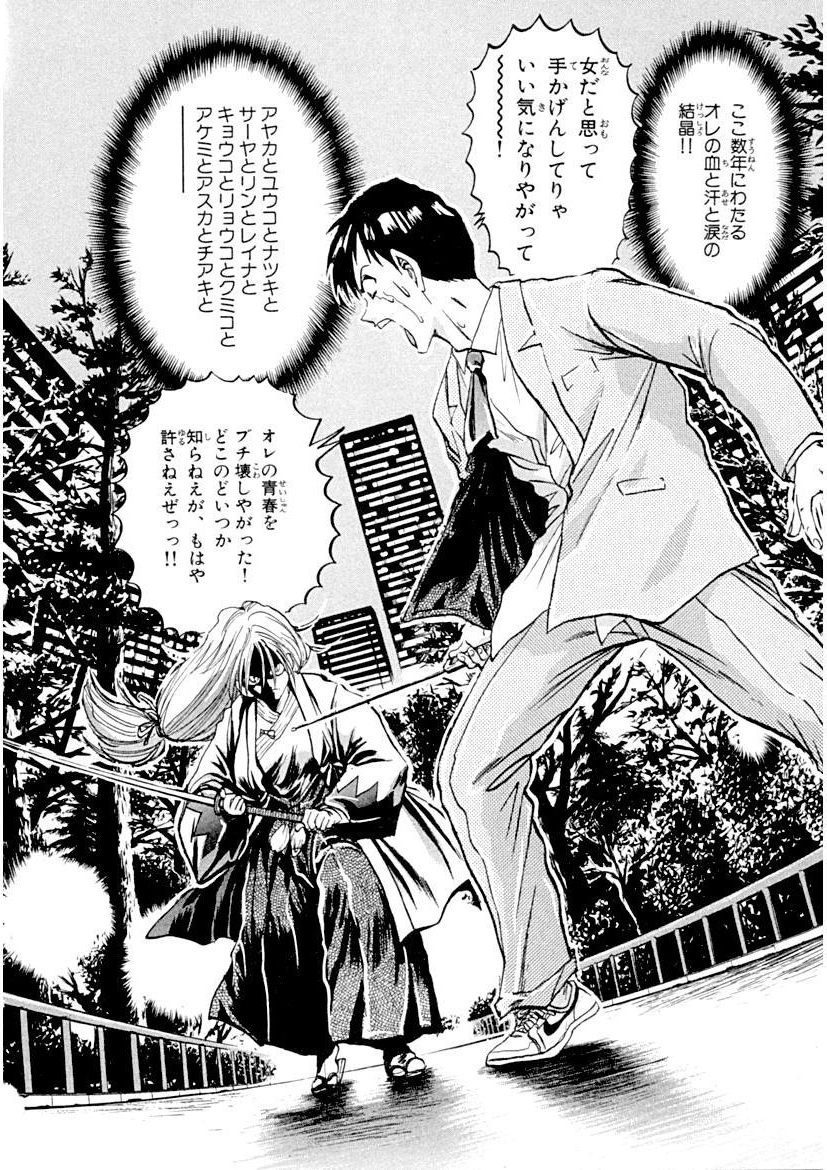 ここ数年にわたる
オレの血と汗と涙の
結晶!!
女だと思って
手かげんしてりゃ
いい気になりやがって
〜〜〜〜!
アヤカとユウコとナツキと
サーヤとリンとレイナと
キョウコとリョウコとクミコと
アケミとアスカとチアキと
───
オレの青春を
ブチ壊しやがった!
どこのどいつか
知らねえが、もはや
許さねえぜっっ!!